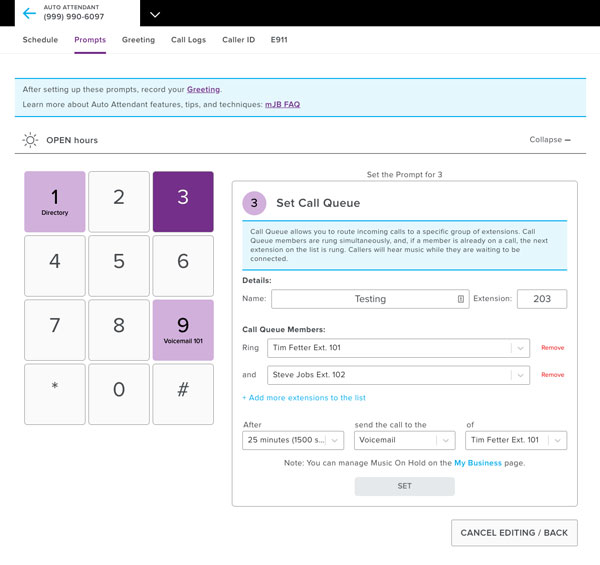 AUTO ATTENDANT
(999) 990-6097
Schedule Prompts Greeting Call Logs Caller ID E911
After setting up these prompts, record your Greeting.
Learn more about Auto Attendant features, tips, and techniques: mJB FAQ
OPEN hours
Collapse –
1
Directory
2
3
4
5
6
7
8
9
Voicemail 101
*
0
#
Set the Prompt for 3
3 Set Call Queue
Call Queue allows you to route incoming calls to a specific group of extensions. Call
Queue members are rung simultaneously, and, if a member is already on a call, the next
extension on the list is rung. Callers will hear music while they are waiting to be
connected.
Details:
Name: Testing Extension: 203
Call Queue Members:
Ring Tim Fetter Ext. 101 Remove
and Steve Jobs Ext. 102 Remove
+ Add more extensions to the list
After send the call to the of
25 minutes (1500 s... Voicemail Tim Fetter Ext. 101
Note: You can manage Music On Hold on the My Business page.
SET
CANCEL EDITING / BACK